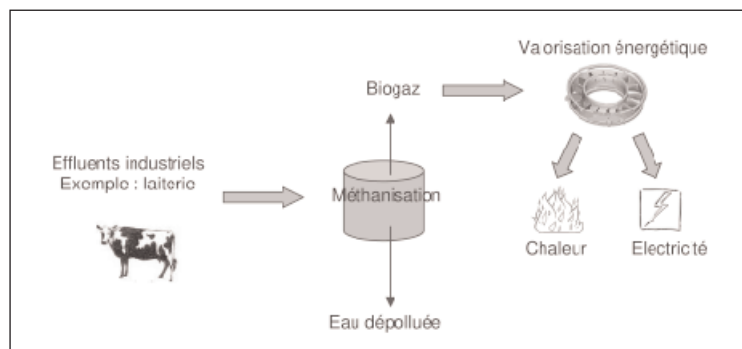 Valorisation énergétique
Biogaz
Effluents industriels
Exemple : laiterie
Méthanisation
Chaleur
Electricité
Eau dépolluée